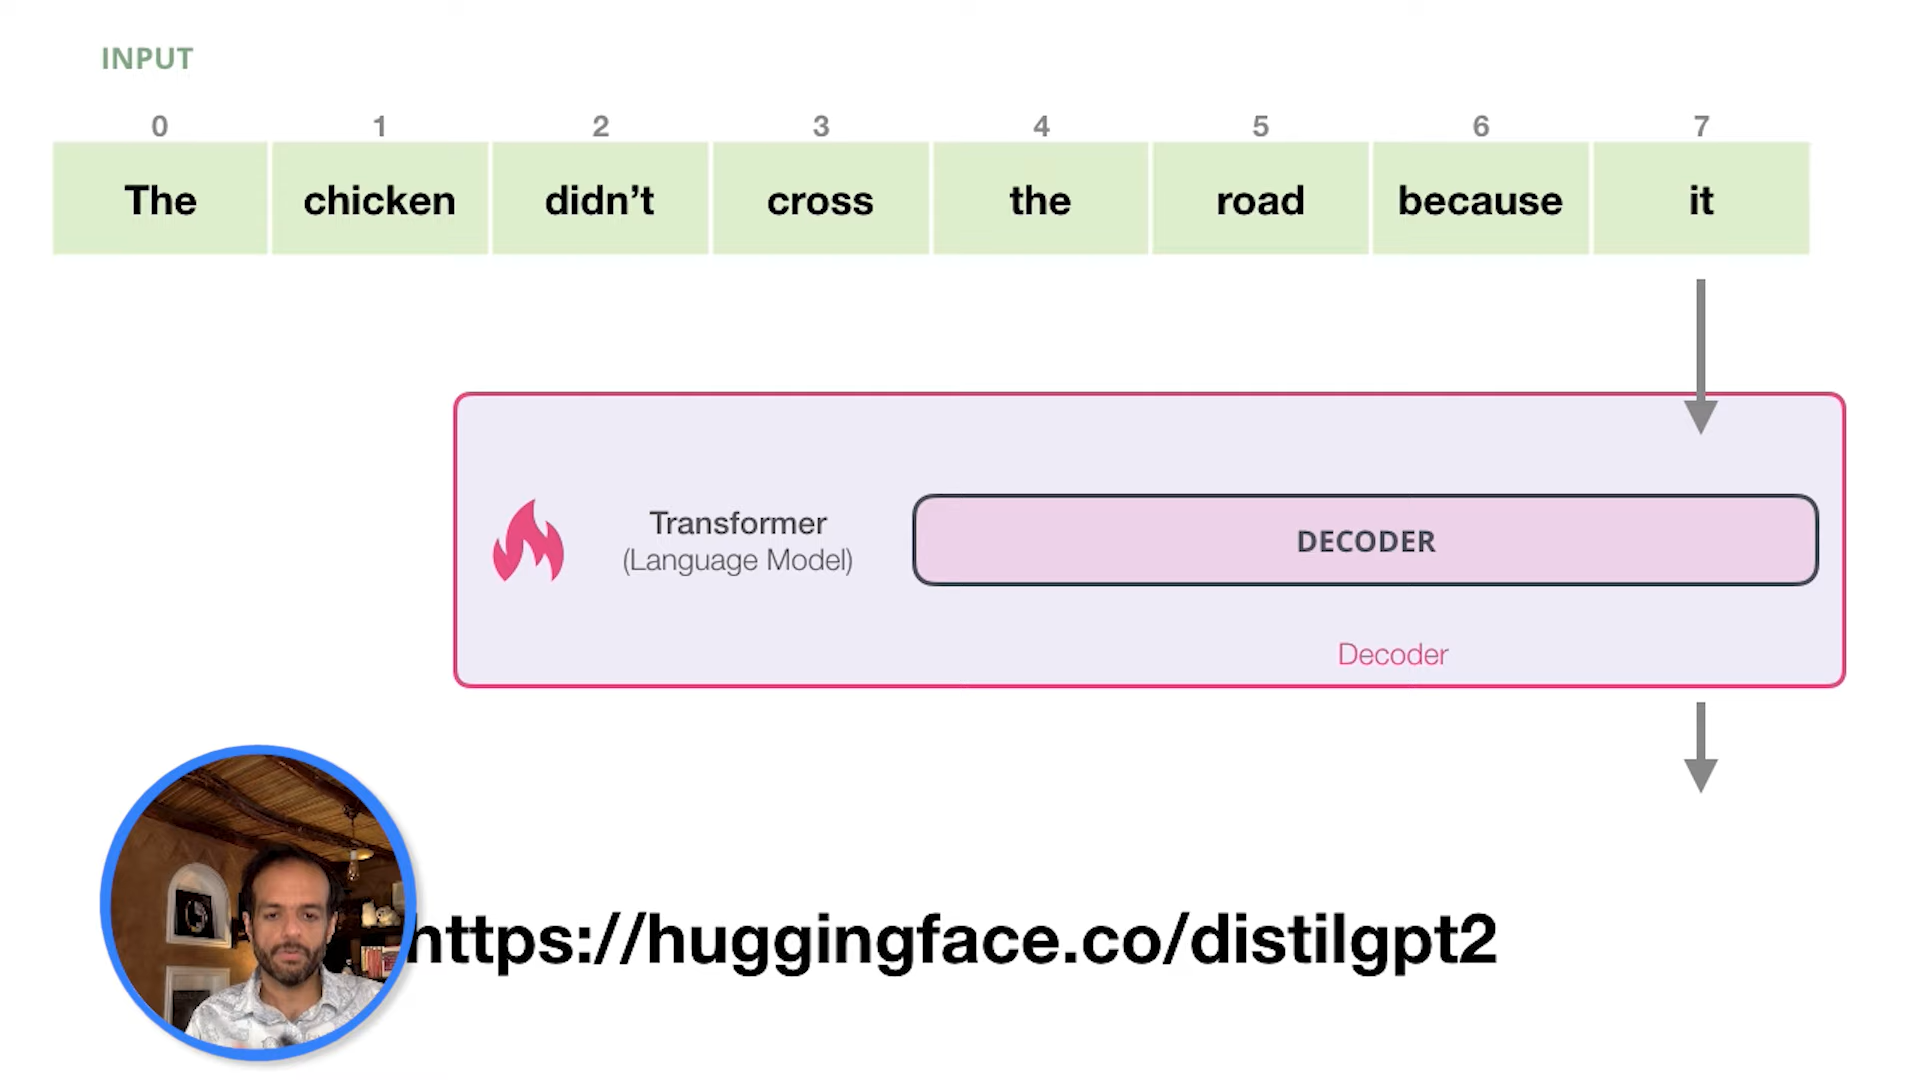 INPUT
0 1 2 3 4 5 6 7
The chicken didn’t cross the road because it
Transformer
(Language Model)
DECODER
Decoder
https://huggingface.co/distilgpt2